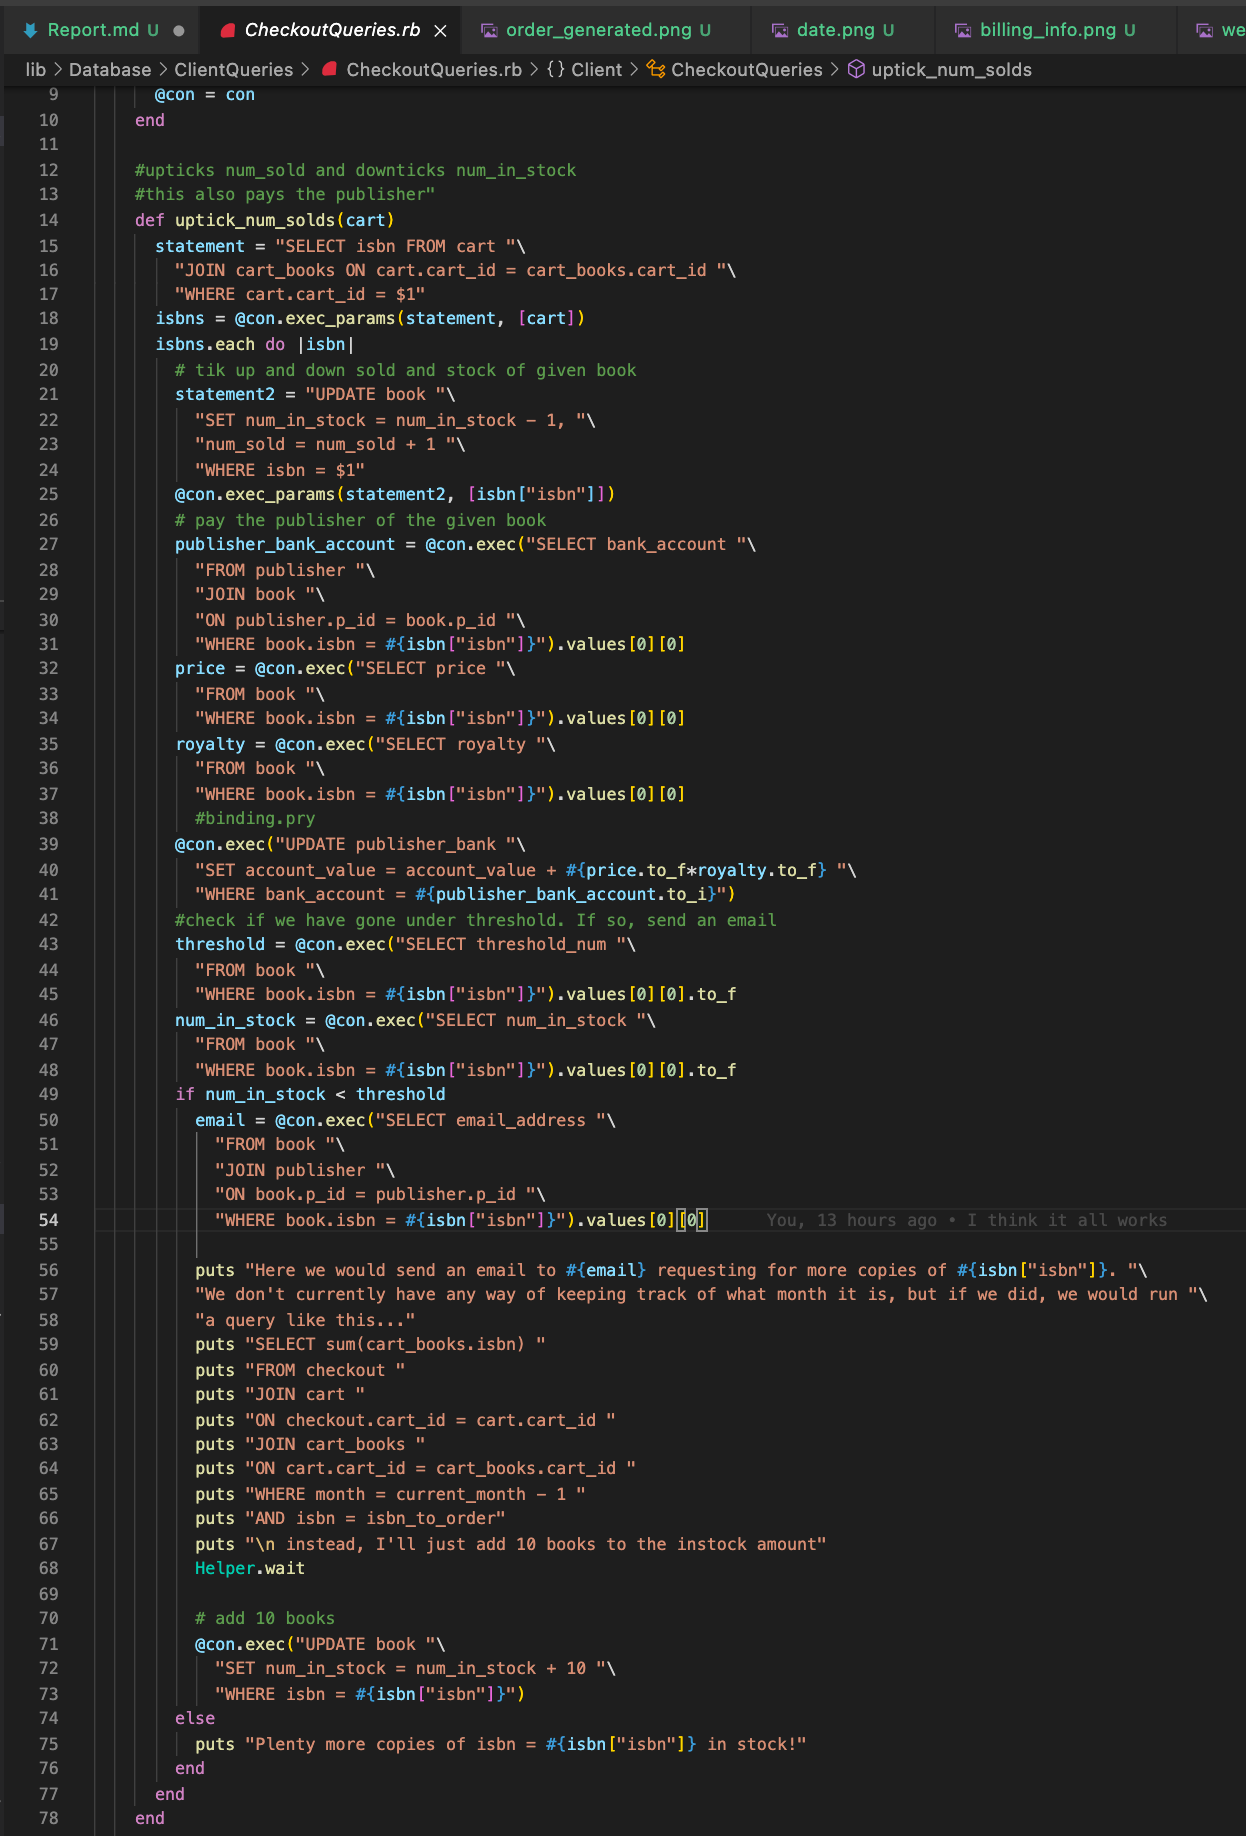 Report.md U ● CheckoutQueries.rb × order_generated.png U date.png U billing_info.png U we
lib > Database > ClientQueries > CheckoutQueries.rb > {} Client > CheckoutQueries > uptick_num_solds
9 @con = con
10 end
11
12 #upticks num_sold and downticks num_in_stock
13 #this also pays the publisher"
14 def uptick_num_solds(cart)
15 statement = "SELECT isbn FROM cart "\
16 "JOIN cart_books ON cart.cart_id = cart_books.cart_id "\
17 "WHERE cart.cart_id = $1"
18 isbns = @con.exec_params(statement, [cart])
19 isbns.each do |isbn|
20 # tik up and down sold and stock of given book
21 statement2 = "UPDATE book "\
22 "SET num_in_stock = num_in_stock - 1, "\
23 "num_sold = num_sold + 1 "\
24 "WHERE isbn = $1"
25 @con.exec_params(statement2, [isbn["isbn"]])
26 # pay the publisher of the given book
27 publisher_bank_account = @con.exec("SELECT bank_account "\
28 "FROM publisher "\
29 "JOIN book "\
30 "ON publisher.p_id = book.p_id "\
31 "WHERE book.isbn = #{isbn["isbn"]}").values[0][0]
32 price = @con.exec("SELECT price "\
33 "FROM book "\
34 "WHERE book.isbn = #{isbn["isbn"]}").values[0][0]
35 royalty = @con.exec("SELECT royalty "\
36 "FROM book "\
37 "WHERE book.isbn = #{isbn["isbn"]}").values[0][0]
38 #binding.pry
39 @con.exec("UPDATE publisher_bank "\
40 "SET account_value = account_value + #{price.to_f*royalty.to_f} "\
41 "WHERE bank_account = #{publisher_bank_account.to_i}")
42 #check if we have gone under threshold. If so, send an email
43 threshold = @con.exec("SELECT threshold_num "\
44 "FROM book "\
45 "WHERE book.isbn = #{isbn["isbn"]}").values[0][0].to_f
46 num_in_stock = @con.exec("SELECT num_in_stock "\
47 "FROM book "\
48 "WHERE book.isbn = #{isbn["isbn"]}").values[0][0].to_f
49 if num_in_stock < threshold
50 email = @con.exec("SELECT email_address "\
51 "FROM book "\
52 "JOIN publisher "\
53 "ON book.p_id = publisher.p_id "\
54 "WHERE book.isbn = #{isbn["isbn"]}").values[0][0] You, 13 hours ago • I think it all works
55
56 puts "Here we would send an email to #{email} requesting for more copies of #{isbn["isbn"]}. "\
57 "We don't currently have any way of keeping track of what month it is, but if we did, we would run "\
58 "a query like this..."
59 puts "SELECT sum(cart_books.isbn) "
60 puts "FROM checkout "
61 puts "JOIN cart "
62 puts "ON checkout.cart_id = cart.cart_id "
63 puts "JOIN cart_books "
64 puts "ON cart.cart_id = cart_books.cart_id "
65 puts "WHERE month = current_month - 1 "
66 puts "AND isbn = isbn_to_order"
67 puts "\n instead, I'll just add 10 books to the instock amount"
68 Helper.wait
69
70 # add 10 books
71 @con.exec("UPDATE book "\
72 "SET num_in_stock = num_in_stock + 10 "\
73 "WHERE isbn = #{isbn["isbn"]}")
74 else
75 puts "Plenty more copies of isbn = #{isbn["isbn"]} in stock!"
76 end
77 end
78 end